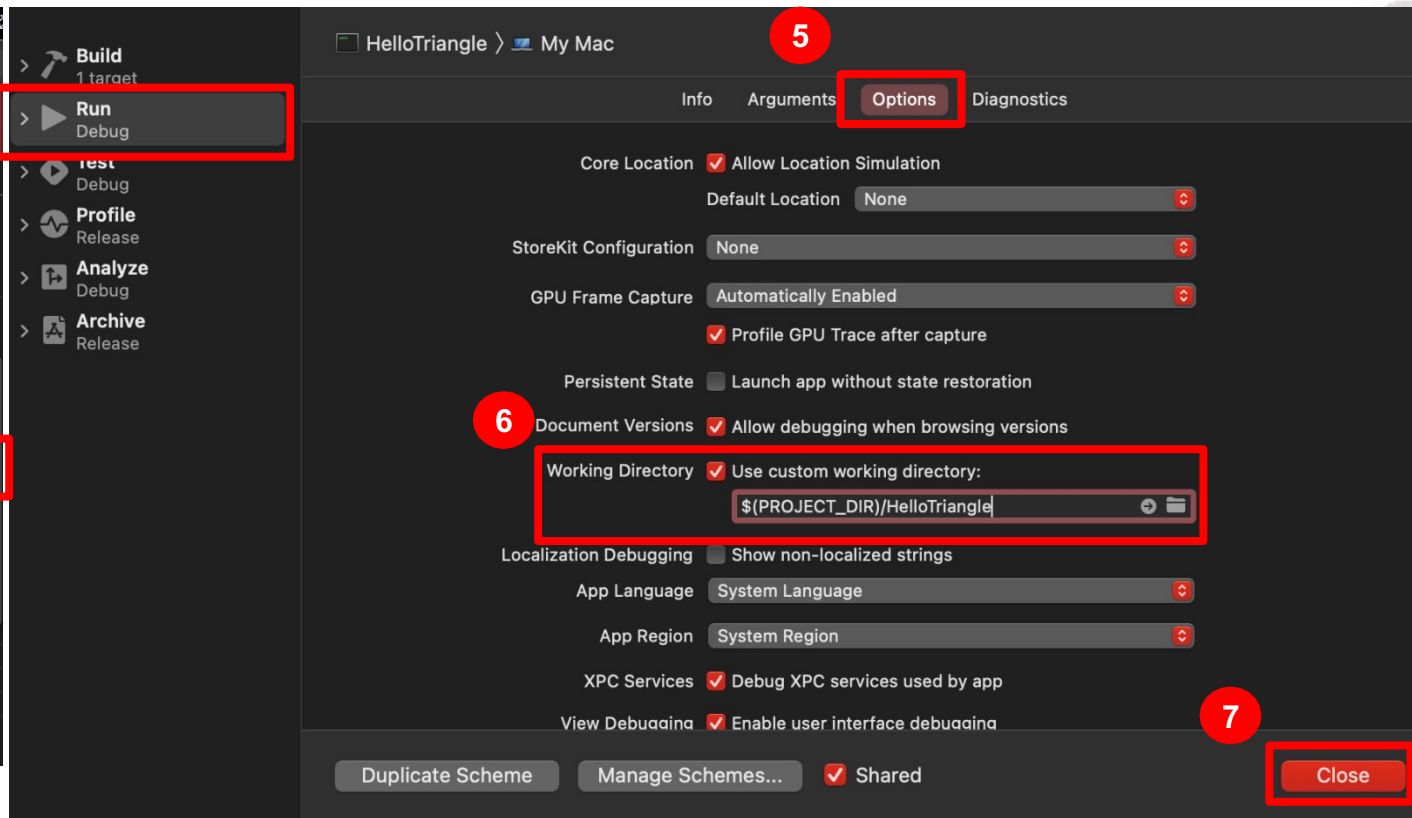 Build
1 target
Run
Debug
Test
Debug
Profile
Release
Analyze
Debug
Archive
Release
HelloTriangle 〉 My Mac
5
Info Arguments Options Diagnostics
Core Location Allow Location Simulation
Default Location None
StoreKit Configuration None
GPU Frame Capture Automatically Enabled
Profile GPU Trace after capture
Persistent State Launch app without state restoration
6
Document Versions Allow debugging when browsing versions
Working Directory Use custom working directory:
$(PROJECT_DIR)/HelloTriangle
Localization Debugging Show non-localized strings
App Language System Language
App Region System Region
XPC Services Debug XPC services used by app
View Debugging Enable user interface debugging
7
Duplicate Scheme Manage Schemes... Shared Close